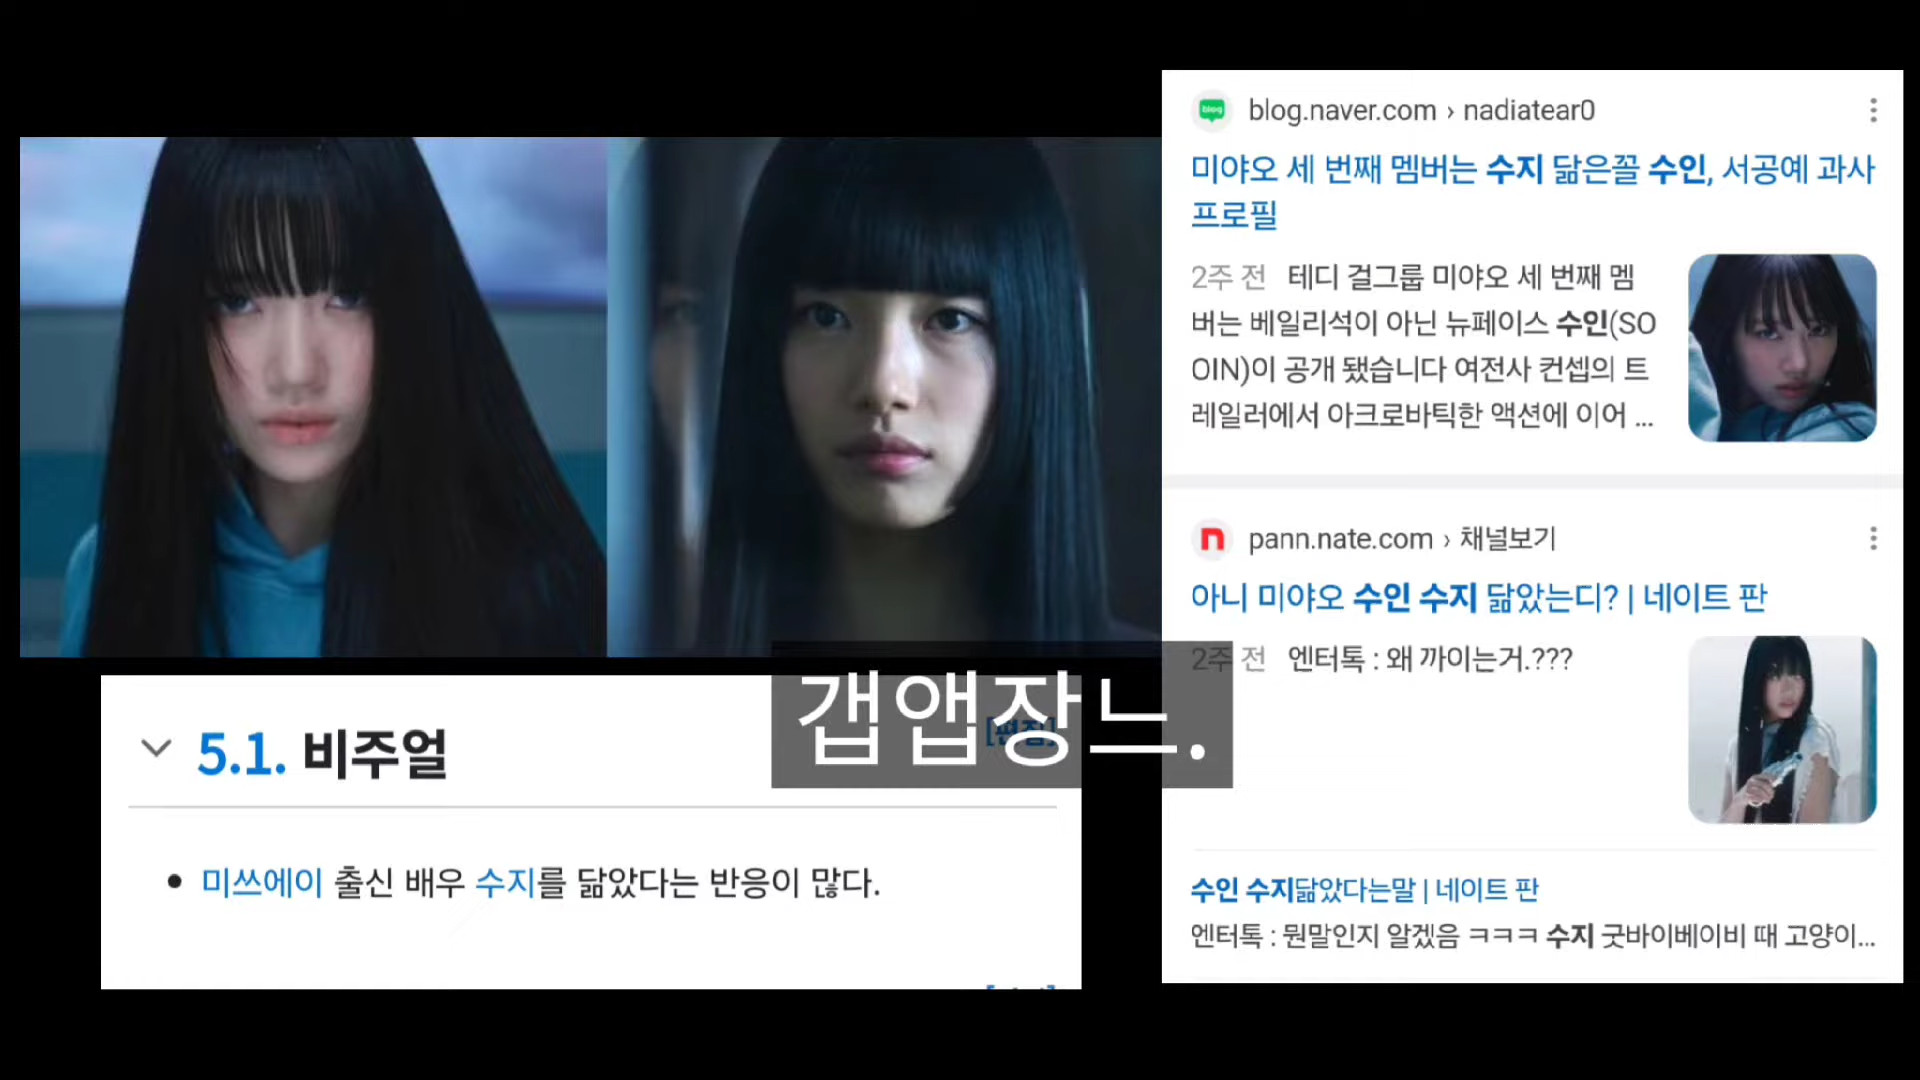 blog.naver.com › nadiatear0
미야오 세 번째 멤버는 수지 닮은꼴 수인, 서공예 과사
프로필
2주 전 테디 걸그룹 미야오 세 번째 멤
버는 베일리석이 아닌 뉴페이스 수인(SO
OIN)이 공개 됐습니다 여전사 컨셉의 트
레일러에서 아크로바틱한 액션에 이어 ...
pann.nate.com › 채널보기
아니 미야오 수인 수지 닮았는디? | 네이트 판
2주 전 엔터톡 : 왜 까이는거.???
수인 수지닮았다는말 | 네이트 판
엔터톡 : 뭔말인지 알겠음 ㅋㅋㅋ 수지 굿바이베이비 때 고양이...
갭앱장느.
5.1. 비주얼
[편집]
미쓰에이 출신 배우 수지를 닮았다는 반응이 많다.